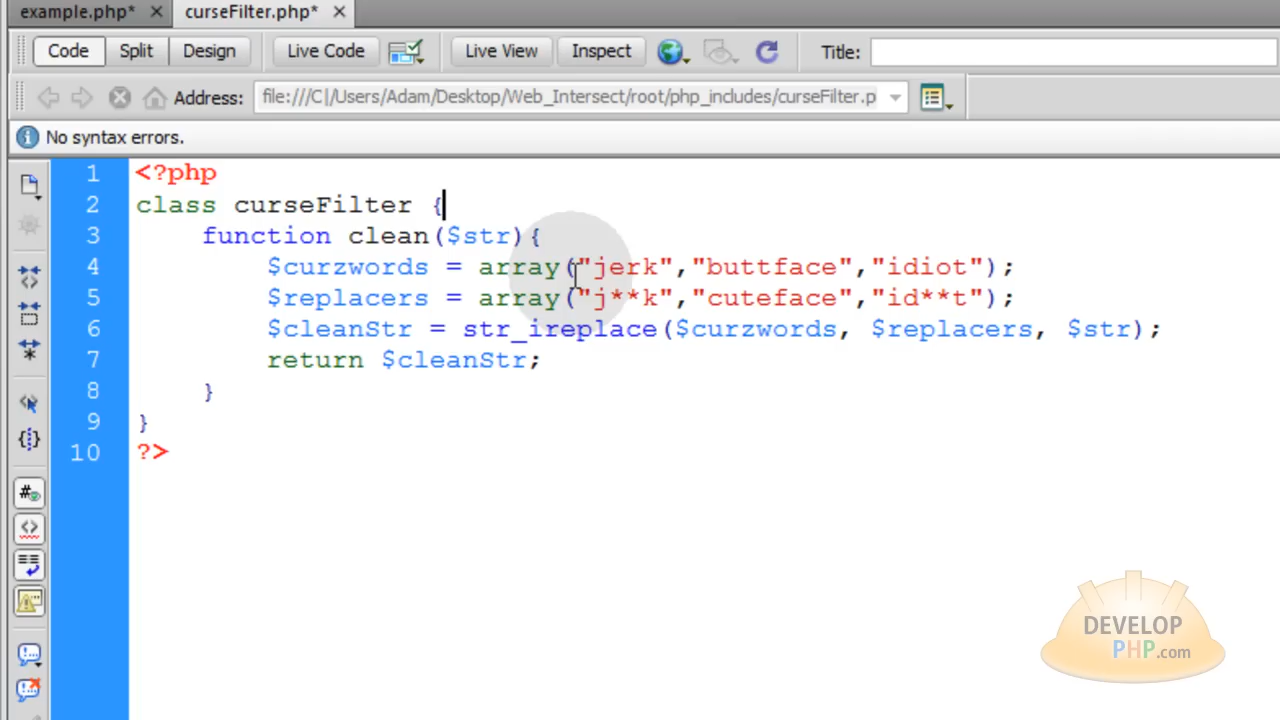 example.php*
curseFilter.php*
Code
Split
Design
Live Code
Live View
Inspect
Title:
Address:
file:///C|/Users/Adam/Desktop/Web_Intersect/root/php_includes/curseFilter.p
No syntax errors.
1 <?php
2 class curseFilter {
3 function clean($str){
4 $curzwords = array("jerk","buttface","idiot");
5 $replacers = array("j**k","cuteface","id**t");
6 $cleanStr = str_ireplace($curzwords, $replacers, $str);
7 return $cleanStr;
8 }
9 }
10 ?>
DEVELOP
PHP.com